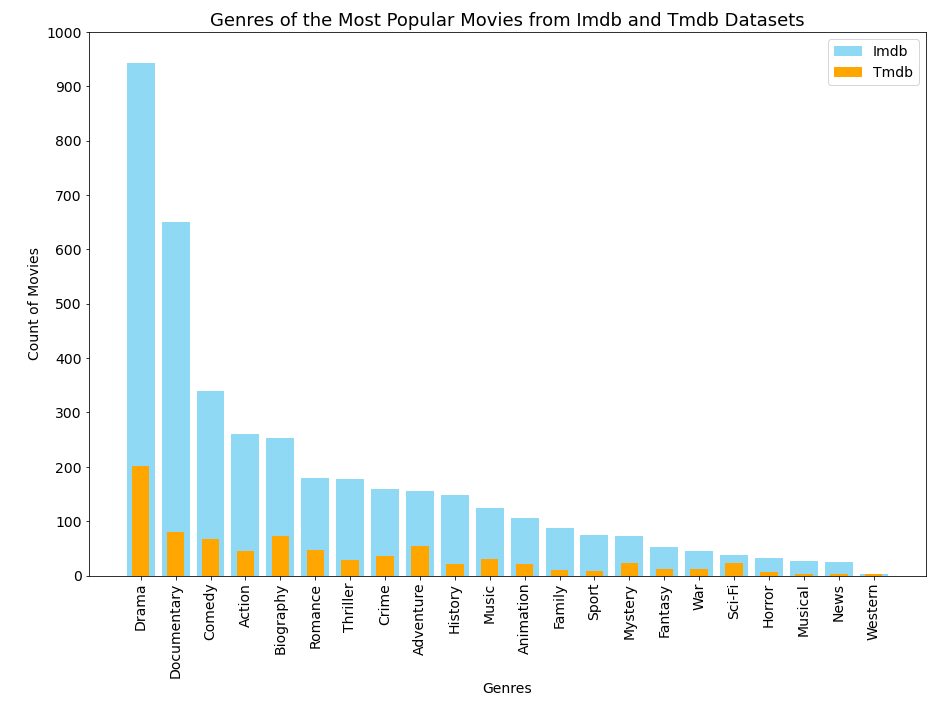 Genres of the Most Popular Movies from Imdb and Tmdb Datasets
Imdb
Tmdb
Count of Movies
1000
900
800
700
600
500
400
300
200
100
0
Drama
Documentary
Comedy
Action
Biography
Romance
Thriller
Crime
Adventure
History
Music
Animation
Family
Sport
Mystery
Fantasy
War
Sci-Fi
Horror
Musical
News
Western
Genres